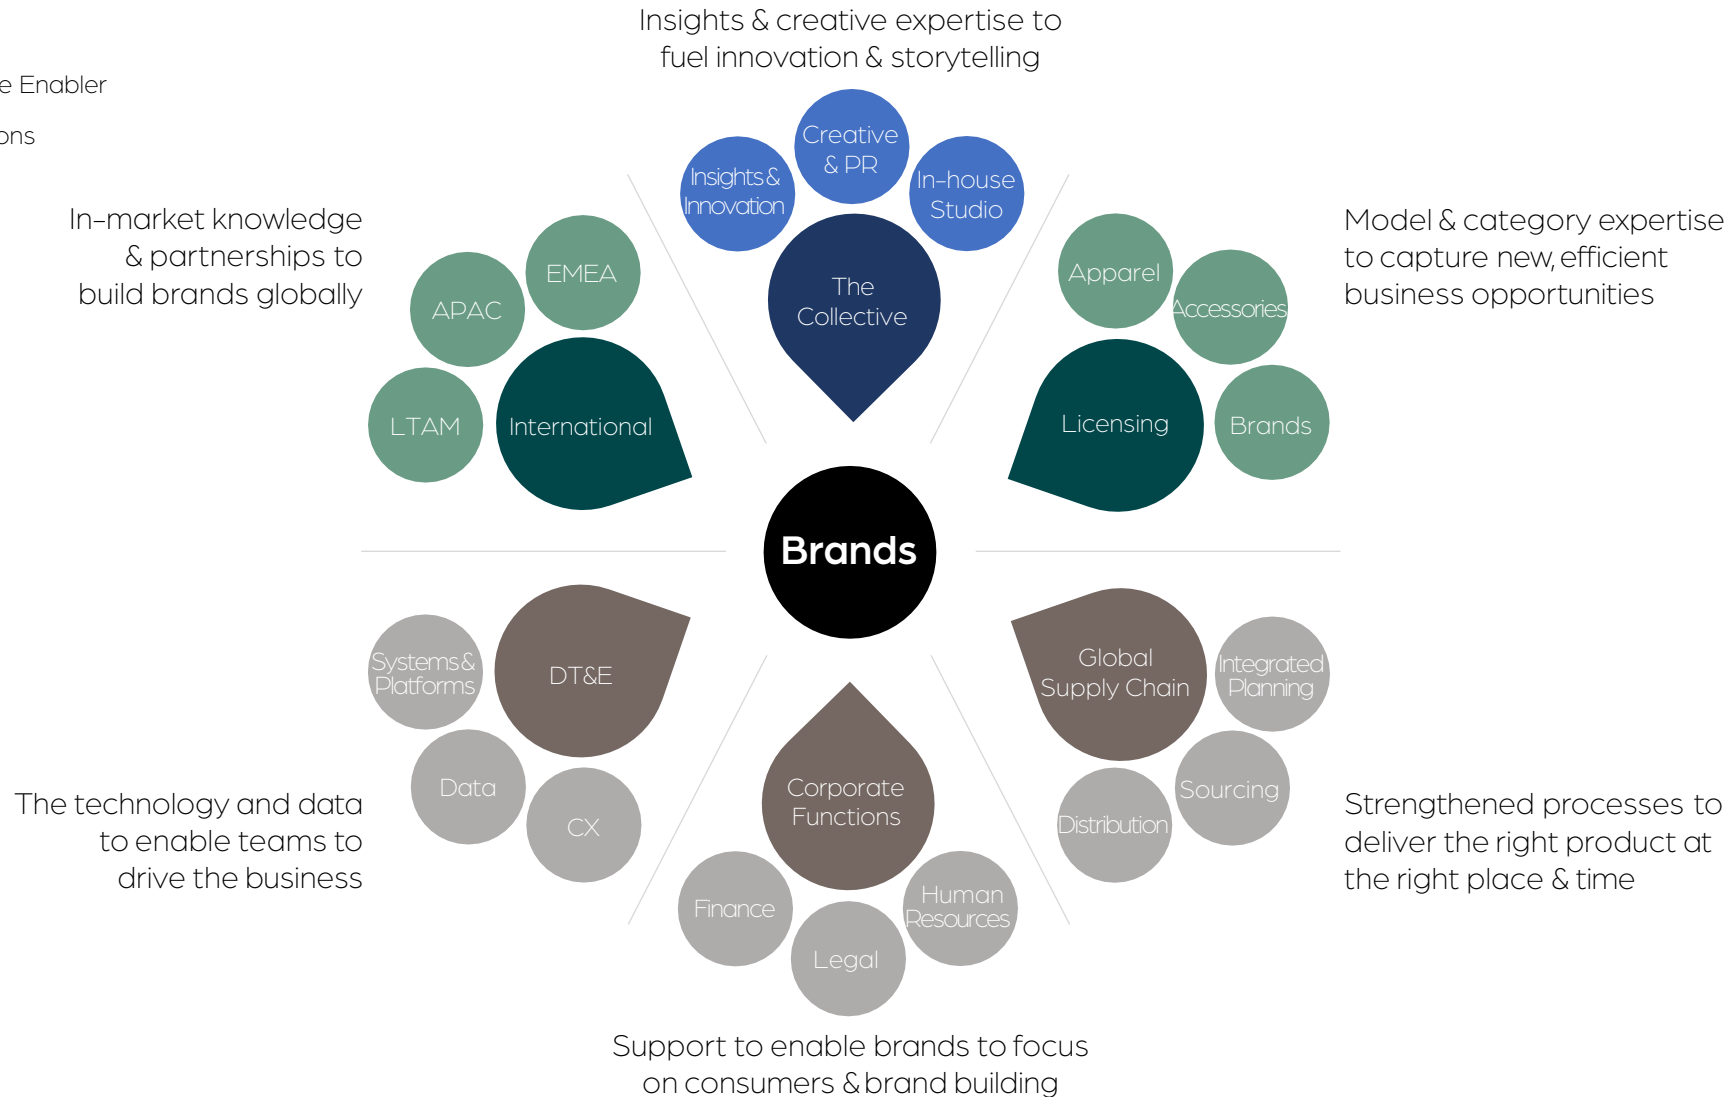 Insights & creative expertise to
fuel innovation & storytelling
e Enabler
ons
Creative
& PR
Insights &
Innovation
In-house
Studio
The
Collective
In-market knowledge
& partnerships to
build brands globally
EMEA
APAC
LTAM
International
Model & category expertise
to capture new, efficient
business opportunities
Apparel
Accessories
Brands
Licensing
Brands
Systems &
Platforms
DT&E
Data
CX
The technology and data
to enable teams to
drive the business
Corporate
Functions
Finance
Legal
Human
Resources
Support to enable brands to focus
on consumers & brand building
Global
Supply Chain
Integrated
Planning
Sourcing
Distribution
Strengthened processes to
deliver the right product at
the right place & time